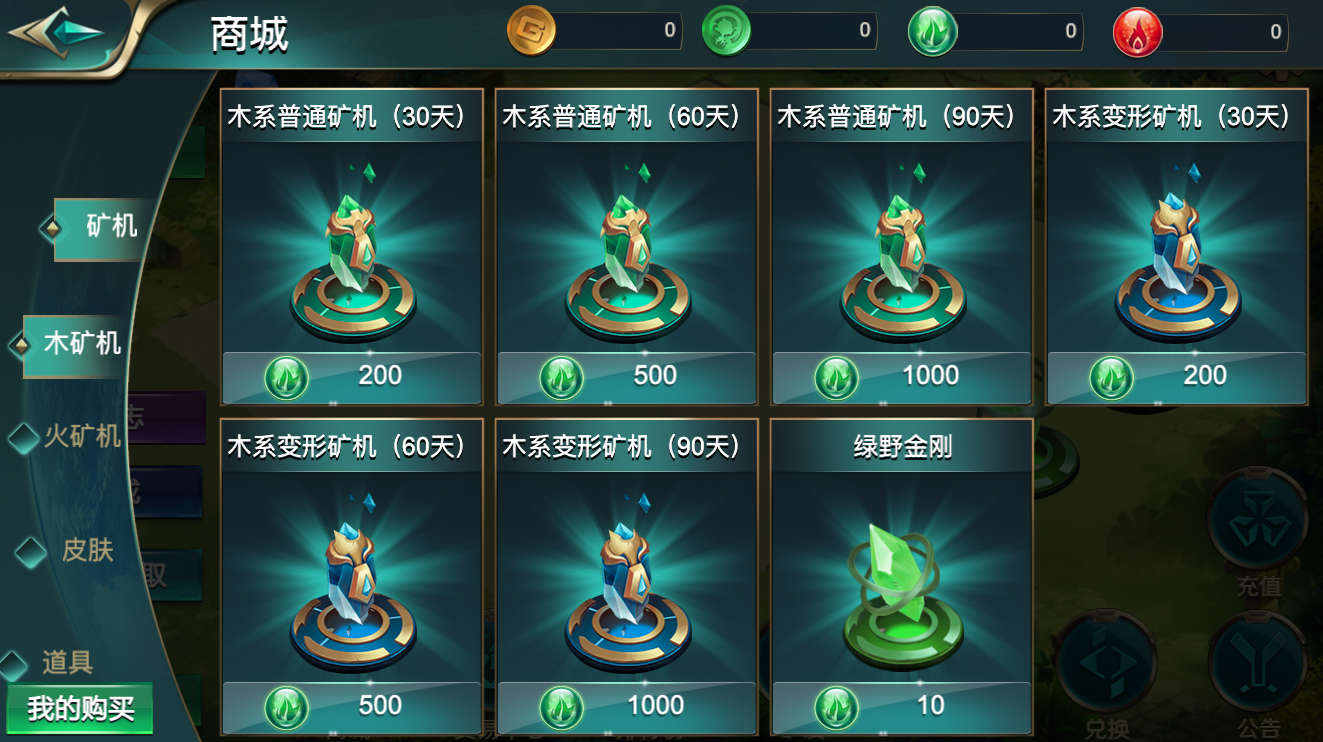 商城
0
0
0
0
矿机
木矿机
火矿机
皮肤
道具
我的购买
木系普通矿机（30天）
200
木系普通矿机（60天）
500
木系普通矿机（90天）
1000
木系变形矿机（30天）
200
木系变形矿机（60天）
500
木系变形矿机（90天）
1000
绿野金刚
10
志
取
充值
兑换
公告